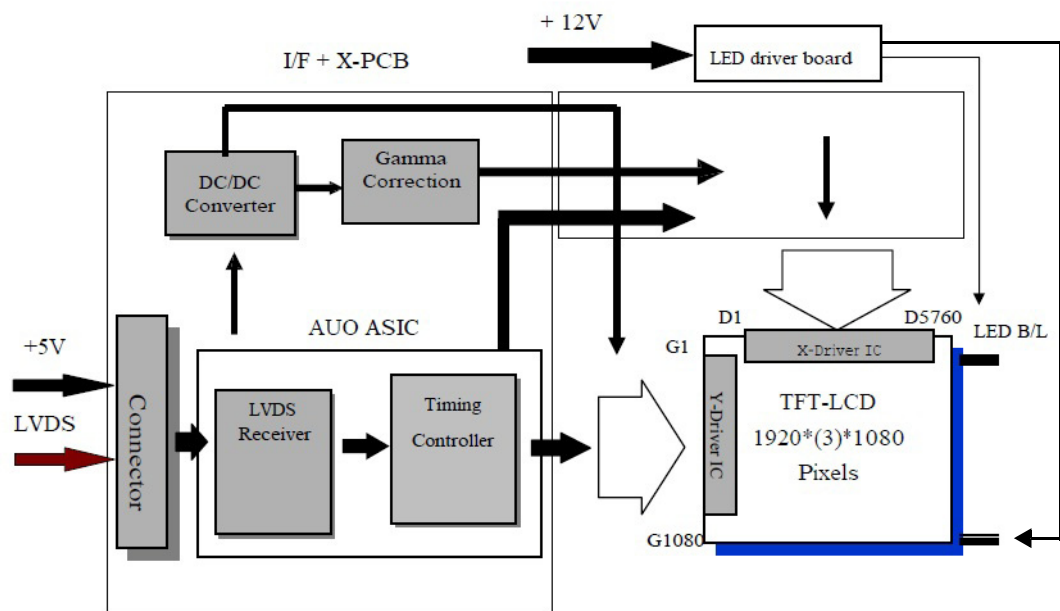 + 12V
LED driver board
I/F + X-PCB
DC/DC
Converter
Gamma
Correction
AUO ASIC
+5V
LVDS
Connector
LVDS
Receiver
Timing
Controller
D1
D5760
LED B/L
G1
X-Driver IC
Y-Driver IC
TFT-LCD
1920*(3)*1080
Pixels
G1080